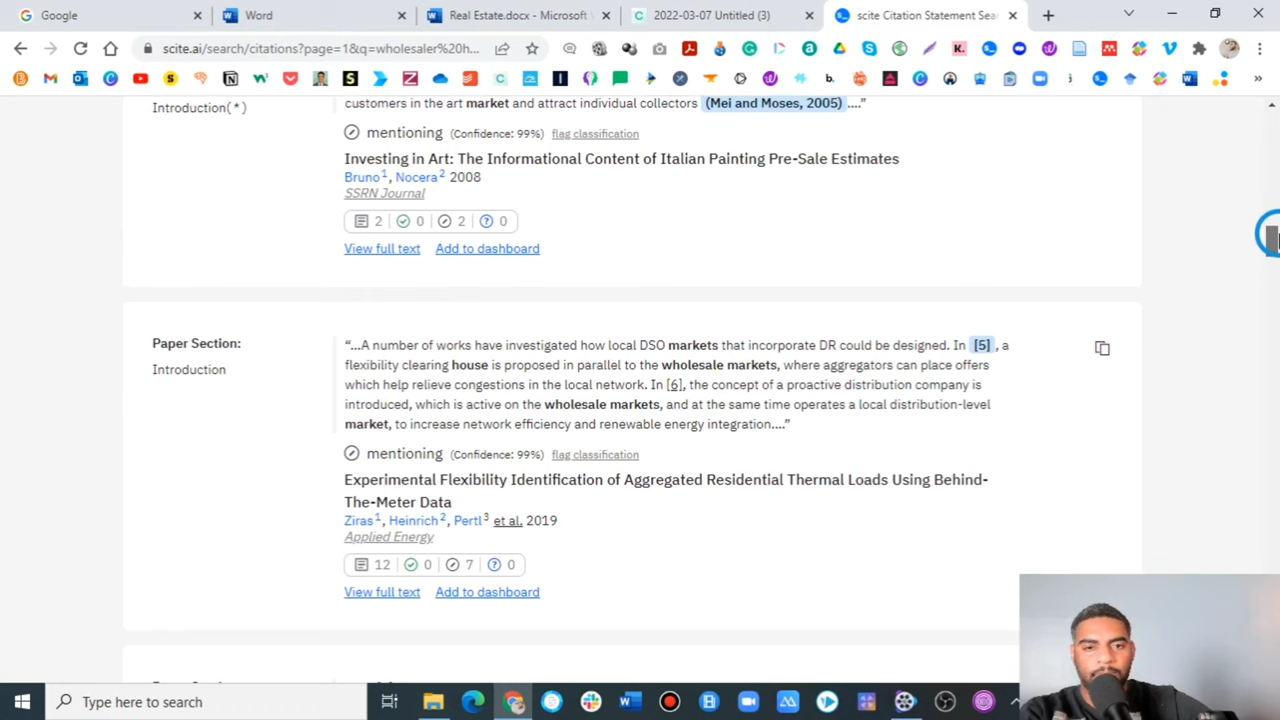 Google
Word
Real Estate.docx - Microsoft W
2022-03-07 Untitled (3)
scite Citation Statement Sear
scite.ai/search/citations?page=1&q=wholesaler%20h...
Introduction(*)
customers in the art market and attract individual collectors (Mei and Moses, 2005) ...."
mentioning (Confidence: 99%) flag classification
Investing in Art: The Informational Content of Italian Painting Pre-Sale Estimates
Bruno1, Nocera2 2008
SSRN Journal
2 0 2 0
View full text Add to dashboard
Paper Section:
Introduction
"...A number of works have investigated how local DSO markets that incorporate DR could be designed. In [5] , a
flexibility clearing house is proposed in parallel to the wholesale markets, where aggregators can place offers
which help relieve congestions in the local network. In [6], the concept of a proactive distribution company is
introduced, which is active on the wholesale markets, and at the same time operates a local distribution-level
market, to increase network efficiency and renewable energy integration...."
mentioning (Confidence: 99%) flag classification
Experimental Flexibility Identification of Aggregated Residential Thermal Loads Using Behind-
The-Meter Data
Ziras1, Heinrich2, Pertl3 et al. 2019
Applied Energy
12 0 7 0
View full text Add to dashboard
Type here to search